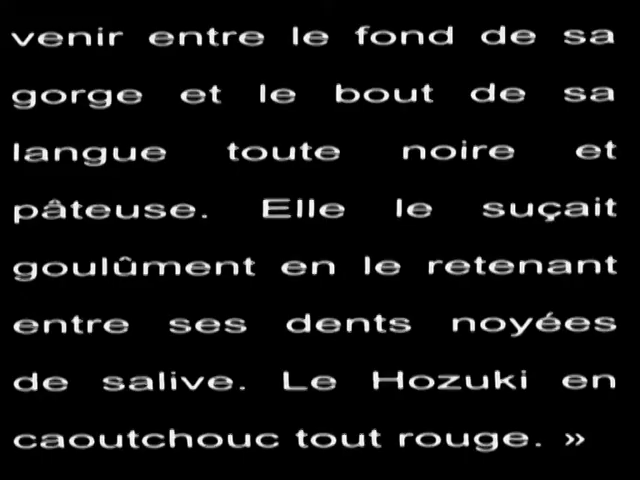 venir entre le fond de sa
gorge et le bout de sa
langue toute noire et
pâteuse. Elle le suçait
goulûment en le retenant
entre ses dents noyées
de salive. Le Hozuki en
caoutchouc tout rouge. »